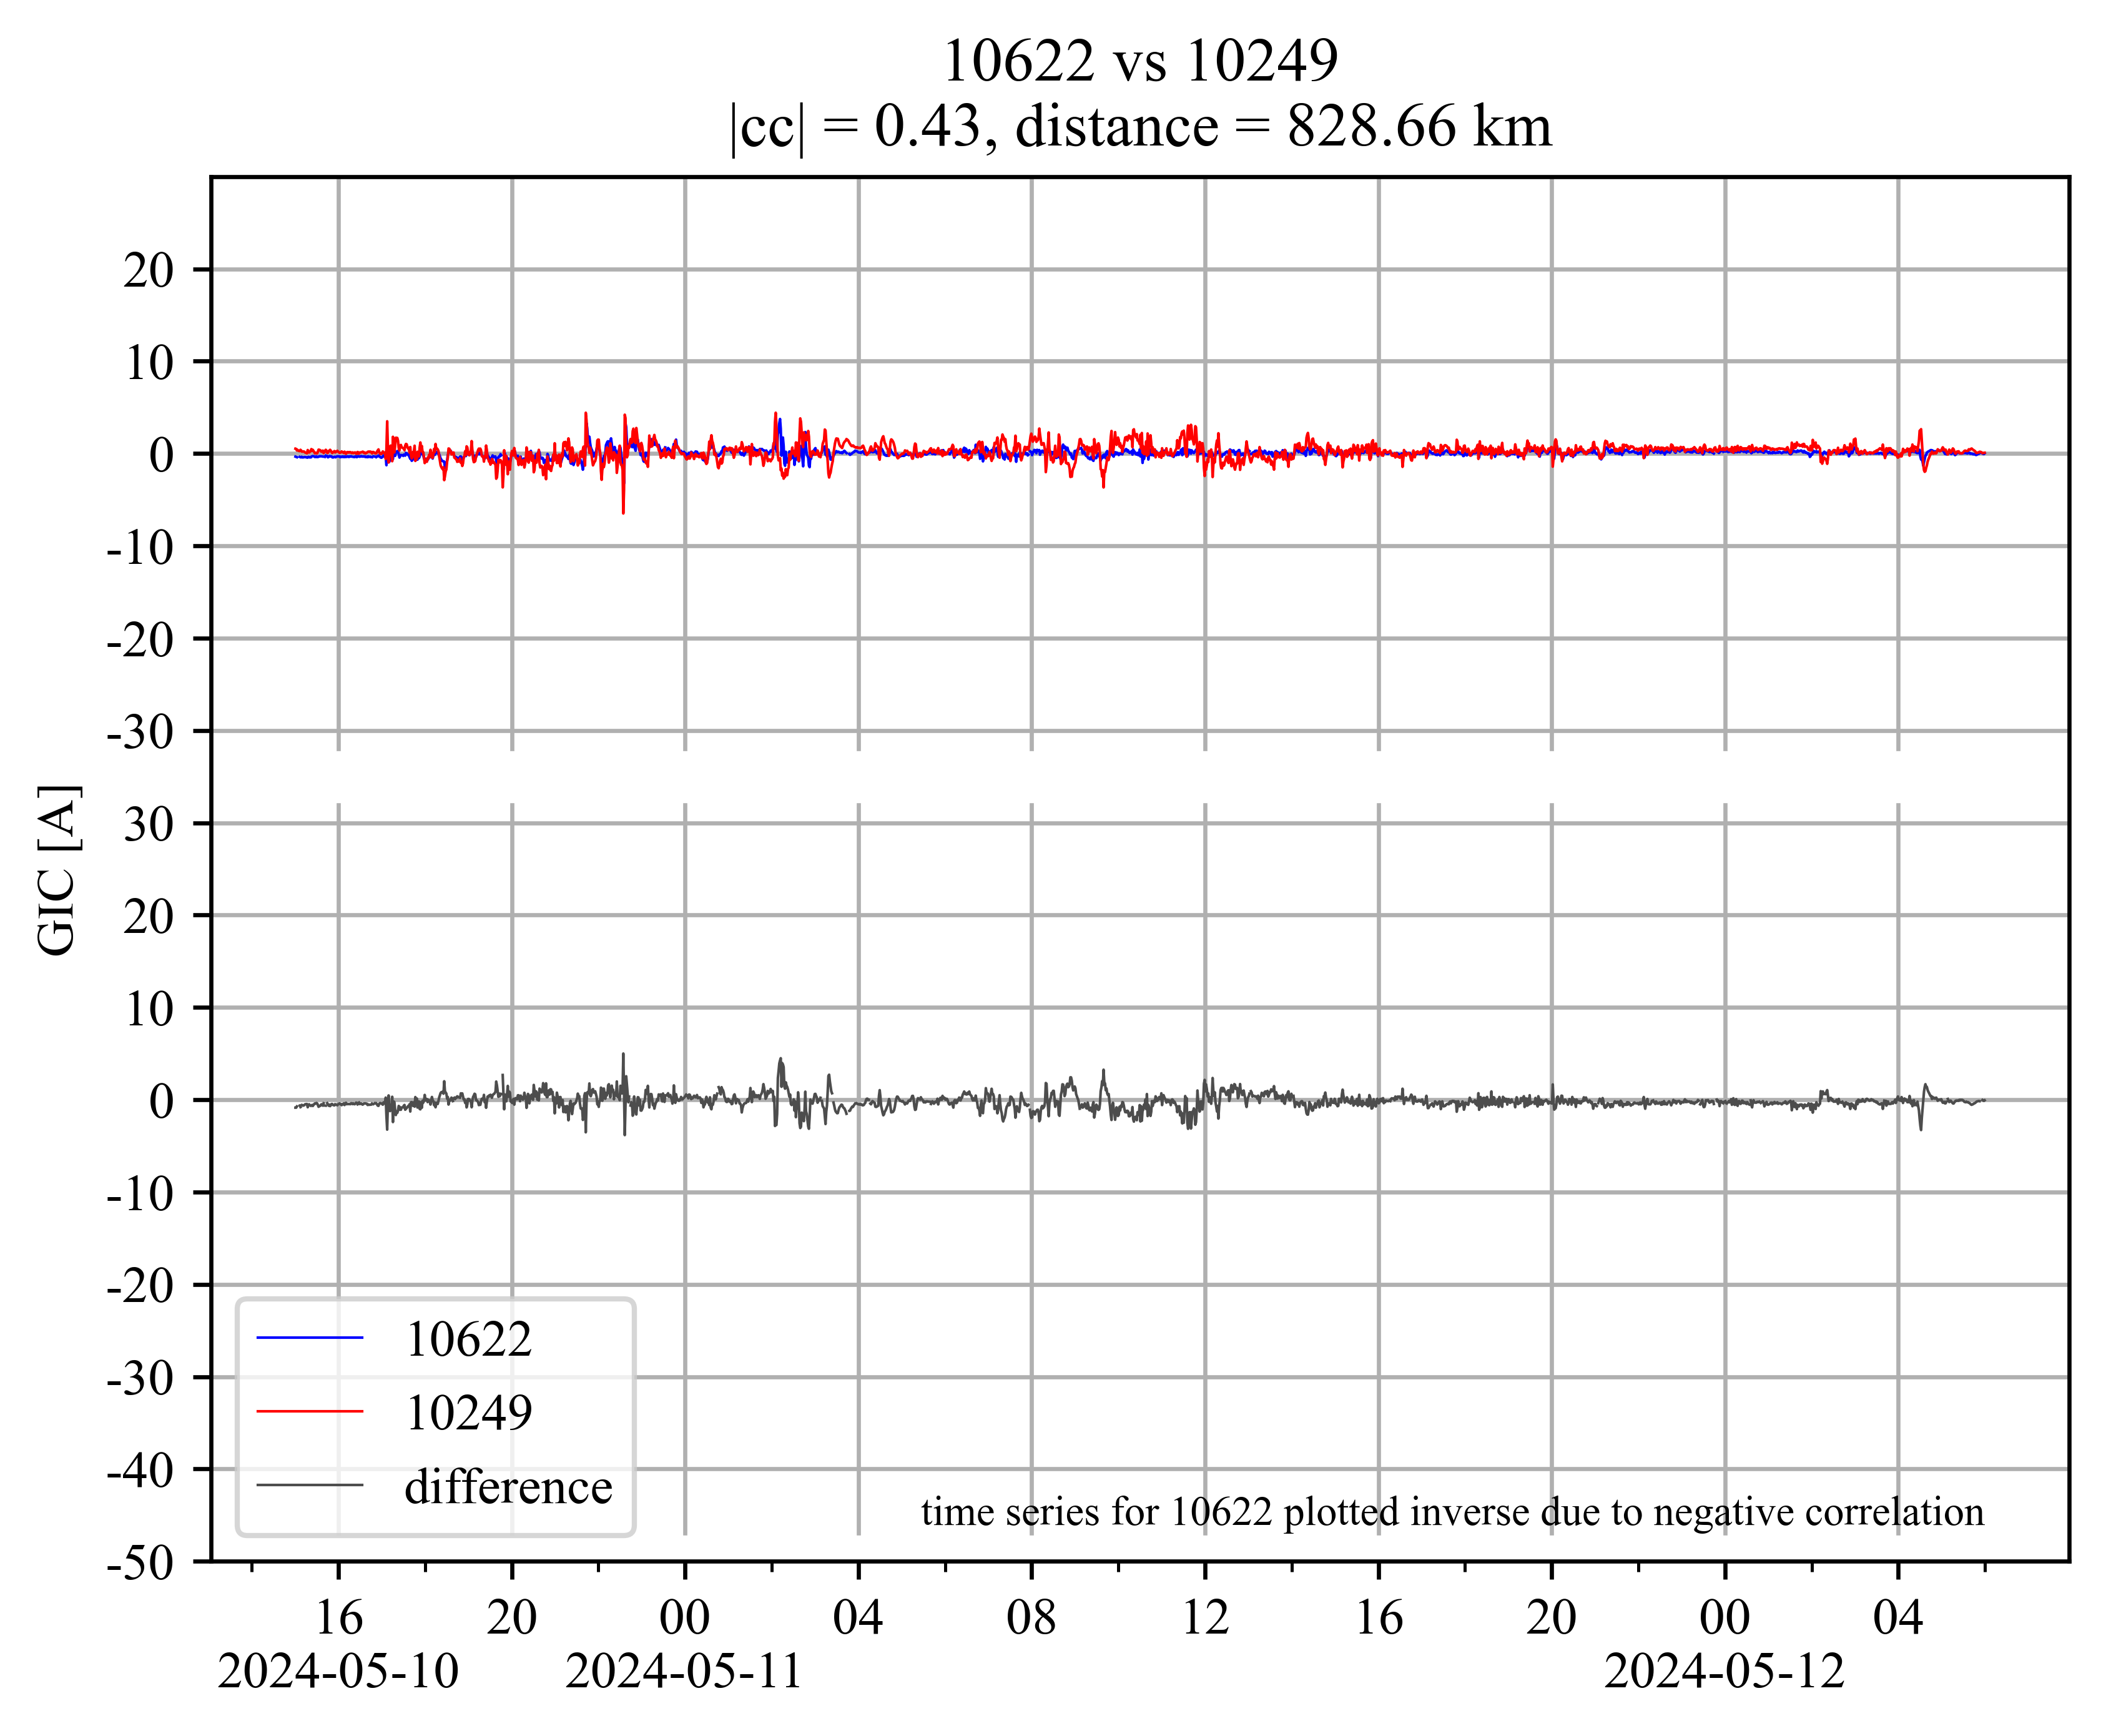 10622 vs 10249
|cc| = 0.43, distance = 828.66 km
20
10
0
-10
-20
-30
30
20
10
0
-10
-20
-30
-40
-50
GIC [A]
10622
10249
difference
time series for 10622 plotted inverse due to negative correlation
16 20 00 04 08 12 16 20 00 04
2024-05-10 2024-05-11 2024-05-12